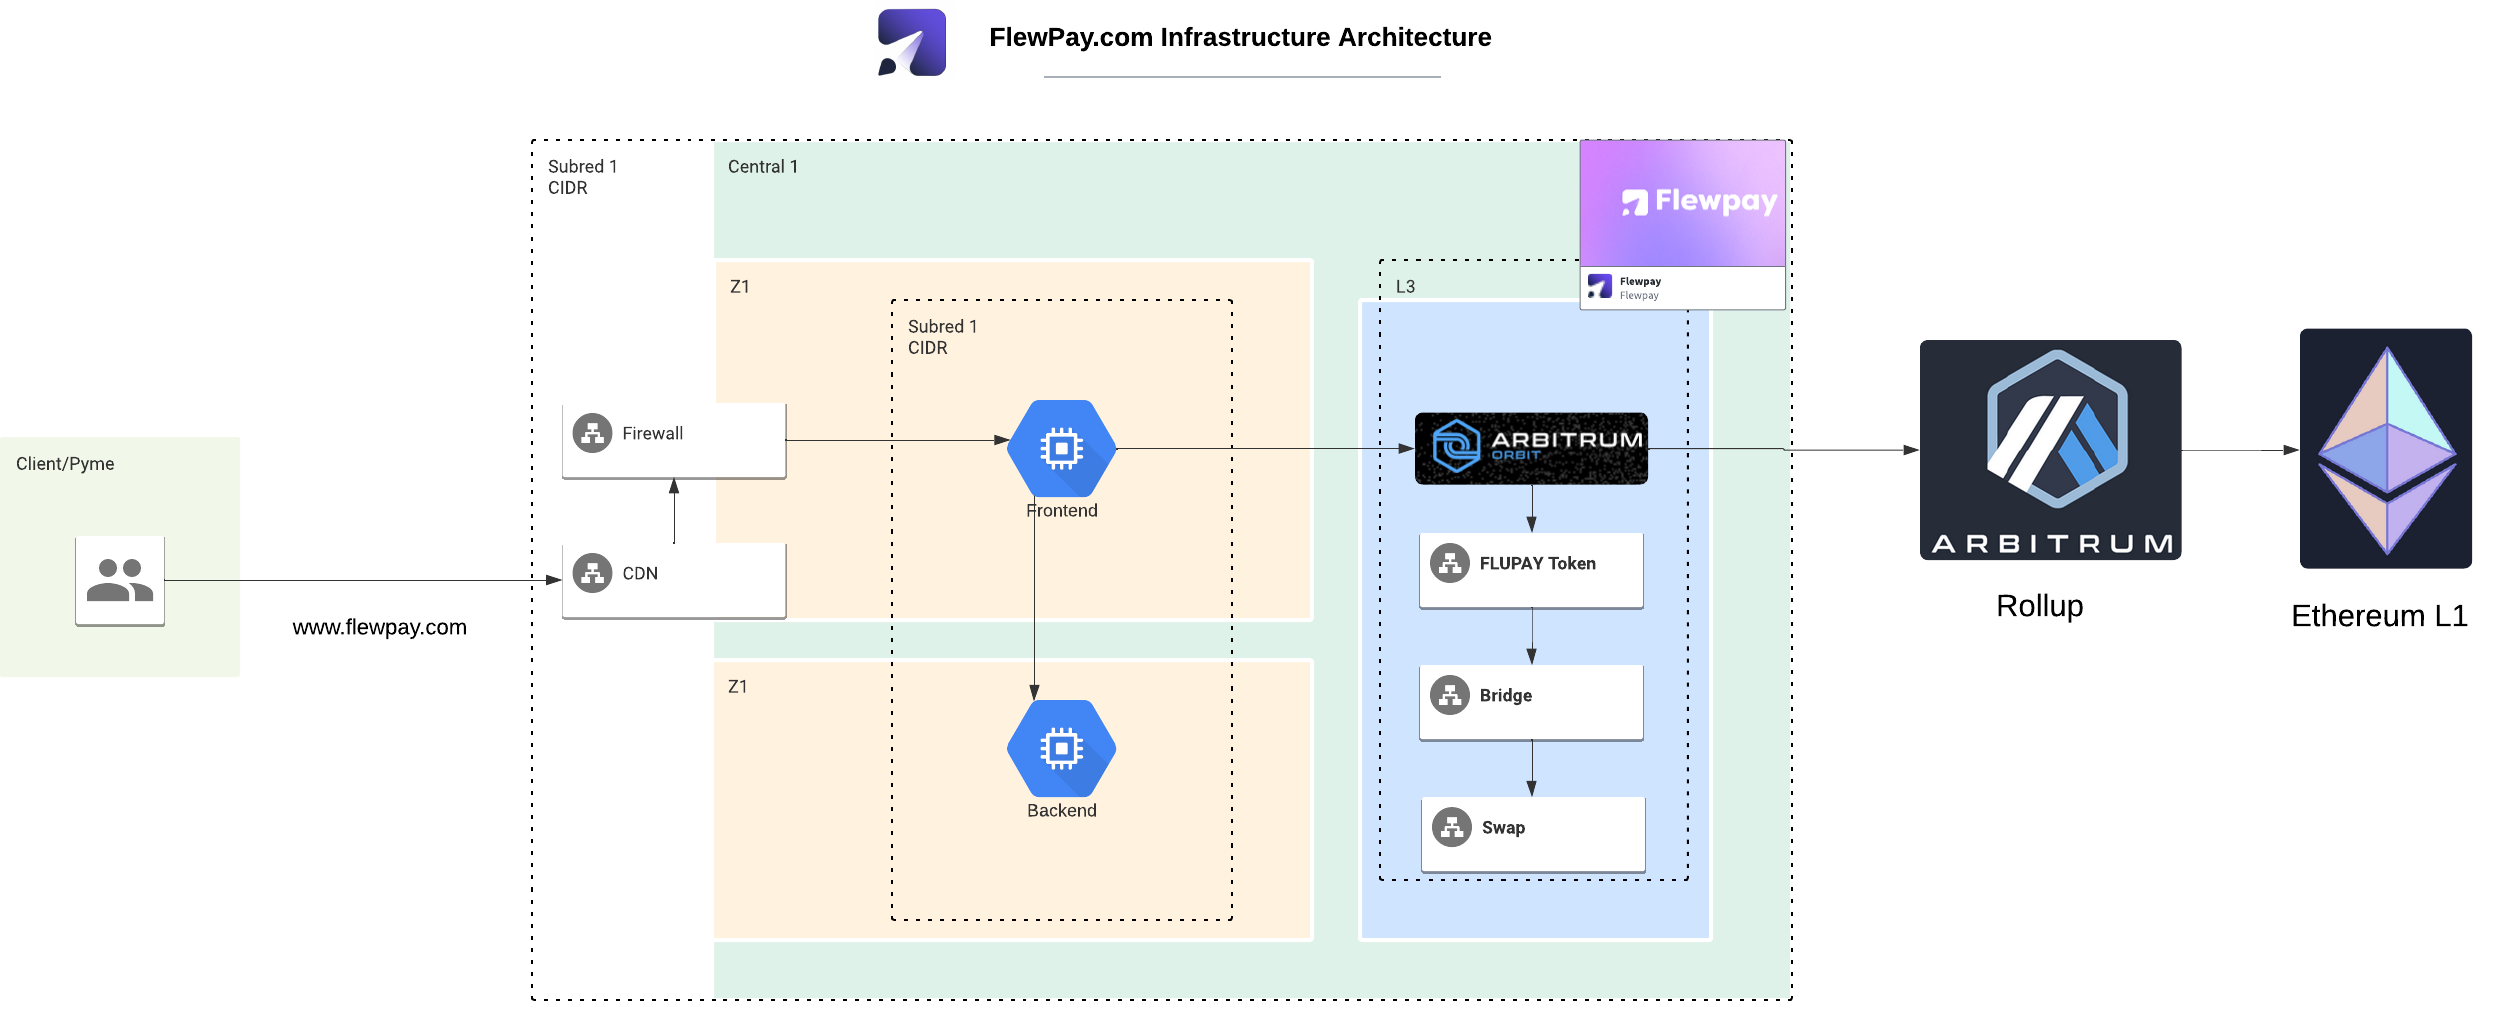 FlewPay.com Infrastructure Architecture
Subred 1
CIDR
Central 1
Flewpay
Flewpay
Flewpay
Z1
L3
Subred 1
CIDR
Firewall
Client/Pyme
ARBITRUM
ORBIT
Frontend
ARBITRUM
FLUPAY Token
CDN
www.flewpay.com
Rollup
Ethereum L1
Z1
Bridge
Backend
Swap